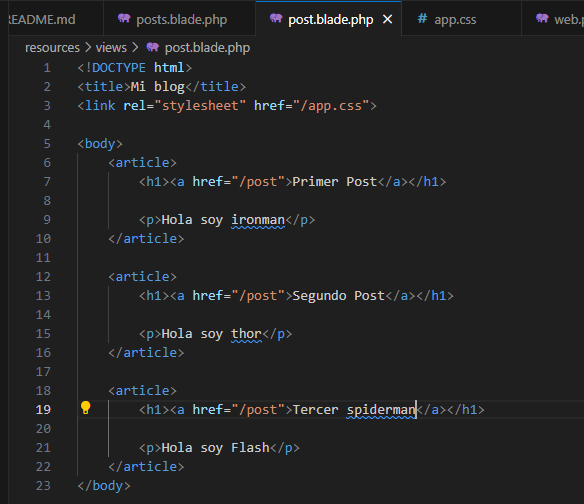 README.md posts.blade.php post.blade.php × # app.css web.p
resources > views > post.blade.php
1 <!DOCTYPE html>
2 <title>Mi blog</title>
3 <link rel="stylesheet" href="/app.css">
4
5 <body>
6 <article>
7 <h1><a href="/post">Primer Post</a></h1>
8
9 <p>Hola soy ironman</p>
10 </article>
11
12 <article>
13 <h1><a href="/post">Segundo Post</a></h1>
14
15 <p>Hola soy thor</p>
16 </article>
17
18 <article>
19 <h1><a href="/post">Tercer spiderman</a></h1>
20
21 <p>Hola soy Flash</p>
22 </article>
23 </body>